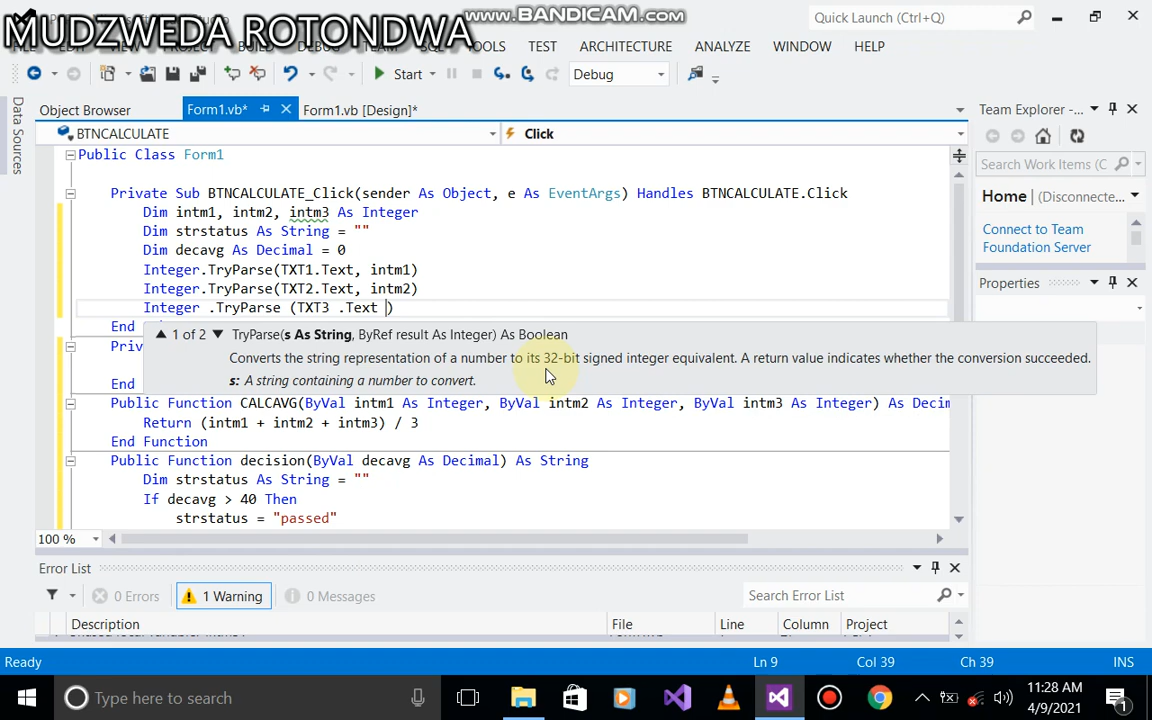 www.BANDICAM.com
MUDZWEDA ROTONDWA
Quick Launch (Ctrl+Q)
TOOLS TEST ARCHITECTURE ANALYZE WINDOW HELP
Start Debug
Data Sources
Object Browser Form1.vb* Form1.vb [Design]*
BTNCALCULATE Click
Public Class Form1
Private Sub BTNCALCULATE_Click(sender As Object, e As EventArgs) Handles BTNCALCULATE.Click
Dim intm1, intm2, intm3 As Integer
Dim strstatus As String = ""
Dim decavg As Decimal = 0
Integer.TryParse(TXT1.Text, intm1)
Integer.TryParse(TXT2.Text, intm2)
Integer .TryParse (TXT3 .Text )
End
1 of 2 TryParse(s As String, ByRef result As Integer) As Boolean
Converts the string representation of a number to its 32-bit signed integer equivalent. A return value indicates whether the conversion succeeded.
s: A string containing a number to convert.
Priv
End
Public Function CALCAVG(ByVal intm1 As Integer, ByVal intm2 As Integer, ByVal intm3 As Integer) As Decim
Return (intm1 + intm2 + intm3) / 3
End Function
Public Function decision(ByVal decavg As Decimal) As String
Dim strstatus As String = ""
If decavg > 40 Then
strstatus = "passed"
100 %
Team Explorer -...
Search Work Items (C
Home | (Disconnecte...
Connect to Team
Foundation Server
Properties
Error List
0 Errors 1 Warning 0 Messages Search Error List
Description File Line Column Project
Ready Ln 9 Col 39 Ch 39 INS
Type here to search
11:28 AM
4/9/2021
1